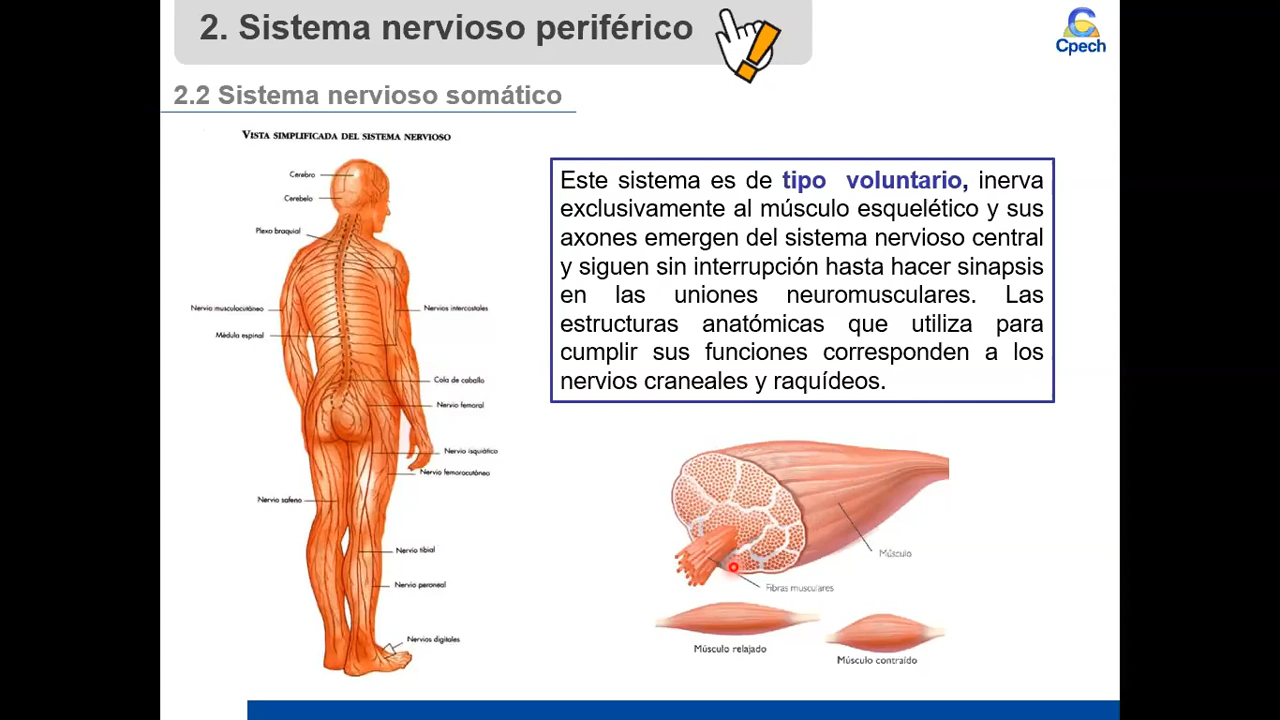 2. Sistema nervioso periférico
Cpech
2.2 Sistema nervioso somático
VISTA SIMPLIFICADA DEL SISTEMA NERVIOSO
Cerebro
Cerebelo
Plexo braquial
Nervio musculocutáneo
Nervios intercostales
Médula espinal
Cola de caballo
Nervio femoral
Nervio isquiático
Nervio femorocutáneo
Nervio safeno
Nervio tibial
Nervio peroneal
Nervios digitales
Este sistema es de tipo voluntario, inerva
exclusivamente al músculo esquelético y sus
axones emergen del sistema nervioso central
y siguen sin interrupción hasta hacer sinapsis
en las uniones neuromusculares. Las
estructuras anatómicas que utiliza para
cumplir sus funciones corresponden a los
nervios craneales y raquídeos.
Músculo
Fibras musculares
Músculo relajado
Músculo contraído